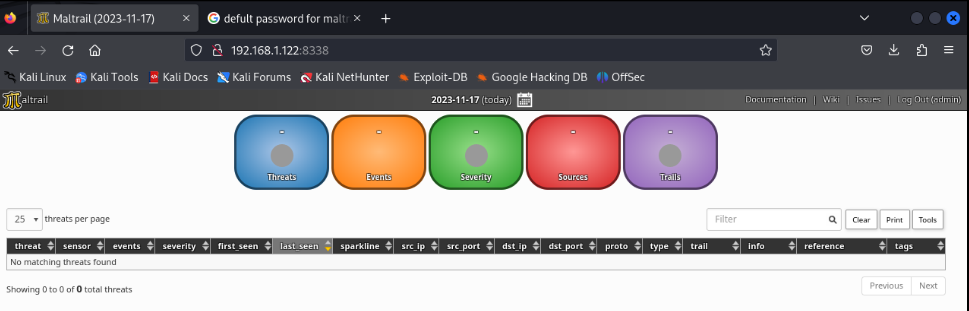 Maltrail (2023-11-17)
defult password for maltr
192.168.1.122:8338
Kali Linux Kali Tools Kali Docs Kali Forums Kali NetHunter Exploit-DB Google Hacking DB OffSec
altrail 2023-11-17 (today) Documentation | Wiki | Issues | Log Out (admin)
- - - - -
Threats Events Severity Sources Trails
25 threats per page Filter Clear Print Tools
threat sensor events severity first_seen last_seen sparkline src_ip src_port dst_ip dst_port proto type trail info reference tags
No matching threats found
Showing 0 to 0 of 0 total threats Previous Next